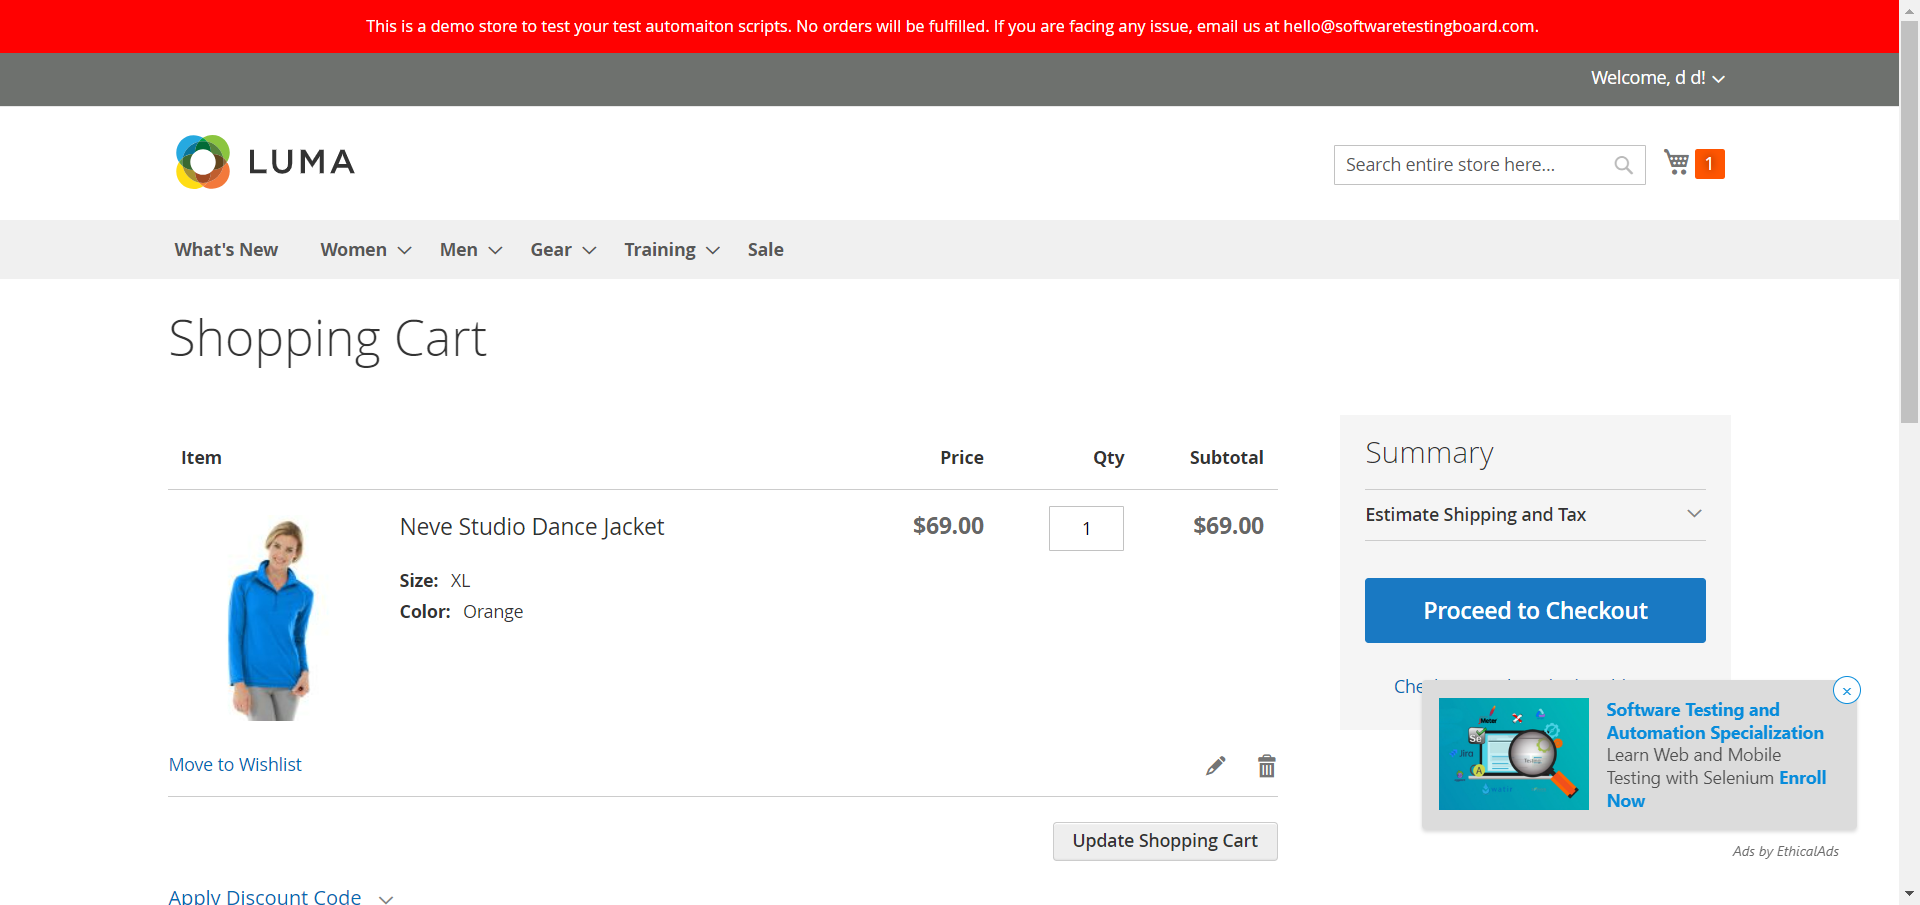 This is a demo store to test your test automaiton scripts. No orders will be fulfilled. If you are facing any issue, email us at hello@softwaretestingboard.com.
Welcome, d d!
LUMA
Search entire store here...
1
What's New Women Men Gear Training Sale
Shopping Cart
Item Price Qty Subtotal
Neve Studio Dance Jacket $69.00 1 $69.00
Size: XL
Color: Orange
Move to Wishlist
Update Shopping Cart
Apply Discount Code
Summary
Estimate Shipping and Tax
Proceed to Checkout
Software Testing and
Automation Specialization
Learn Web and Mobile
Testing with Selenium Enroll
Now
Meter
Se
Jira
Ads by EthicalAds